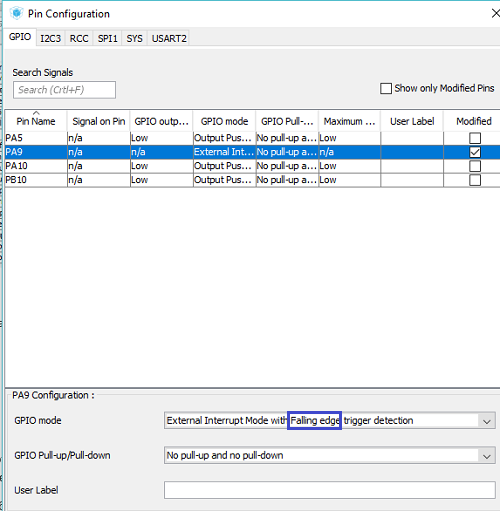 Pin Configuration
GPIO I2C3 RCC SPI1 SYS USART2
Search Signals
Search (CrtI+F)
Show only Modified Pins
Pin Name Signal on Pin GPIO outp... GPIO mode GPIO Pull-... Maximum ... User Label Modified
PA5 n/a Low Output Pus... No pull-up a... Low
PA9 n/a n/a External Int... No pull-up a... n/a
PA10 n/a Low Output Pus... No pull-up a... Low
PB10 n/a Low Output Pus... No pull-up a... Low
PA9 Configuration :
GPIO mode External Interrupt Mode with Falling edge trigger detection
GPIO Pull-up/Pull-down No pull-up and no pull-down
User Label